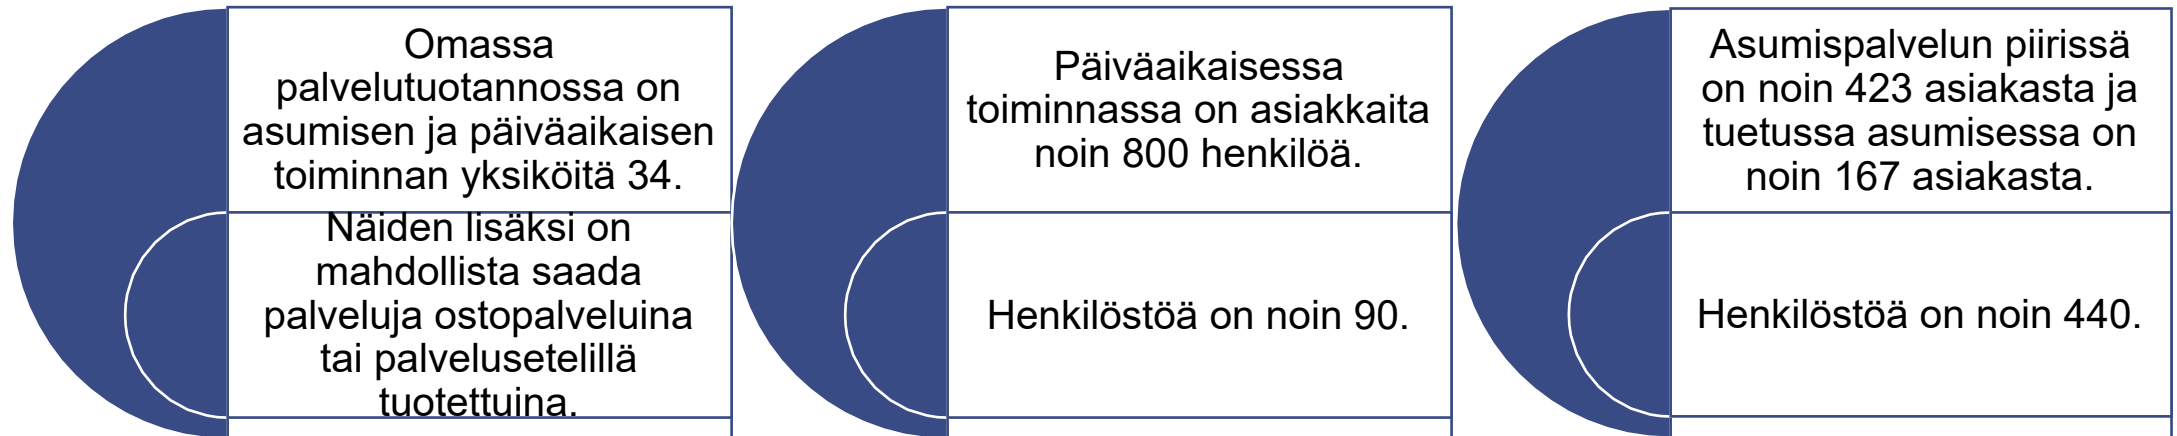 Omassa
palvelutuotannossa on
asumisen ja päiväaikaisen
toiminnan yksiköitä 34.
Näiden lisäksi on
mahdollista saada
palveluja ostopalveluina
tai palvelusetelillä
tuotettuina.
Päiväaikaisessa
toiminnassa on asiakkaita
noin 800 henkilöä.
Henkilöstöä on noin 90.
Asumispalvelun piirissä
on noin 423 asiakasta ja
tuetussa asumisessa on
noin 167 asiakasta.
Henkilöstöä on noin 440.